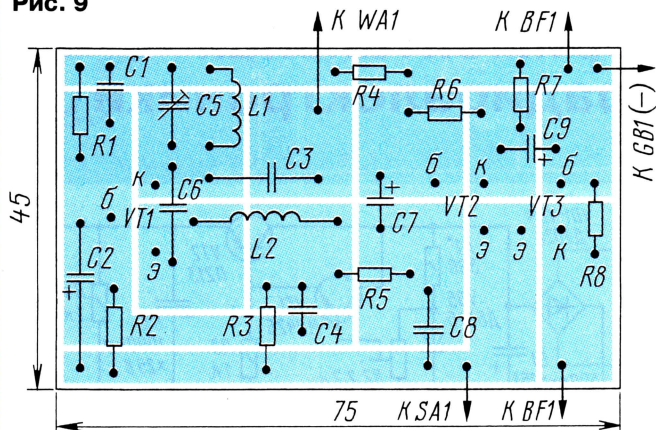 Рис. 9
К WA1
К BF1
C1
C5
L1
R4
R6
R7
C9
К GB1(−)
R1
C3
б
К
C6
б
К
б
45
VT1
C7
VT2
VT3
R8
Э
L2
Э
Э
К
C2
+
R2
R3
C4
R5
C8
+
+
75
К SA1
К BF1